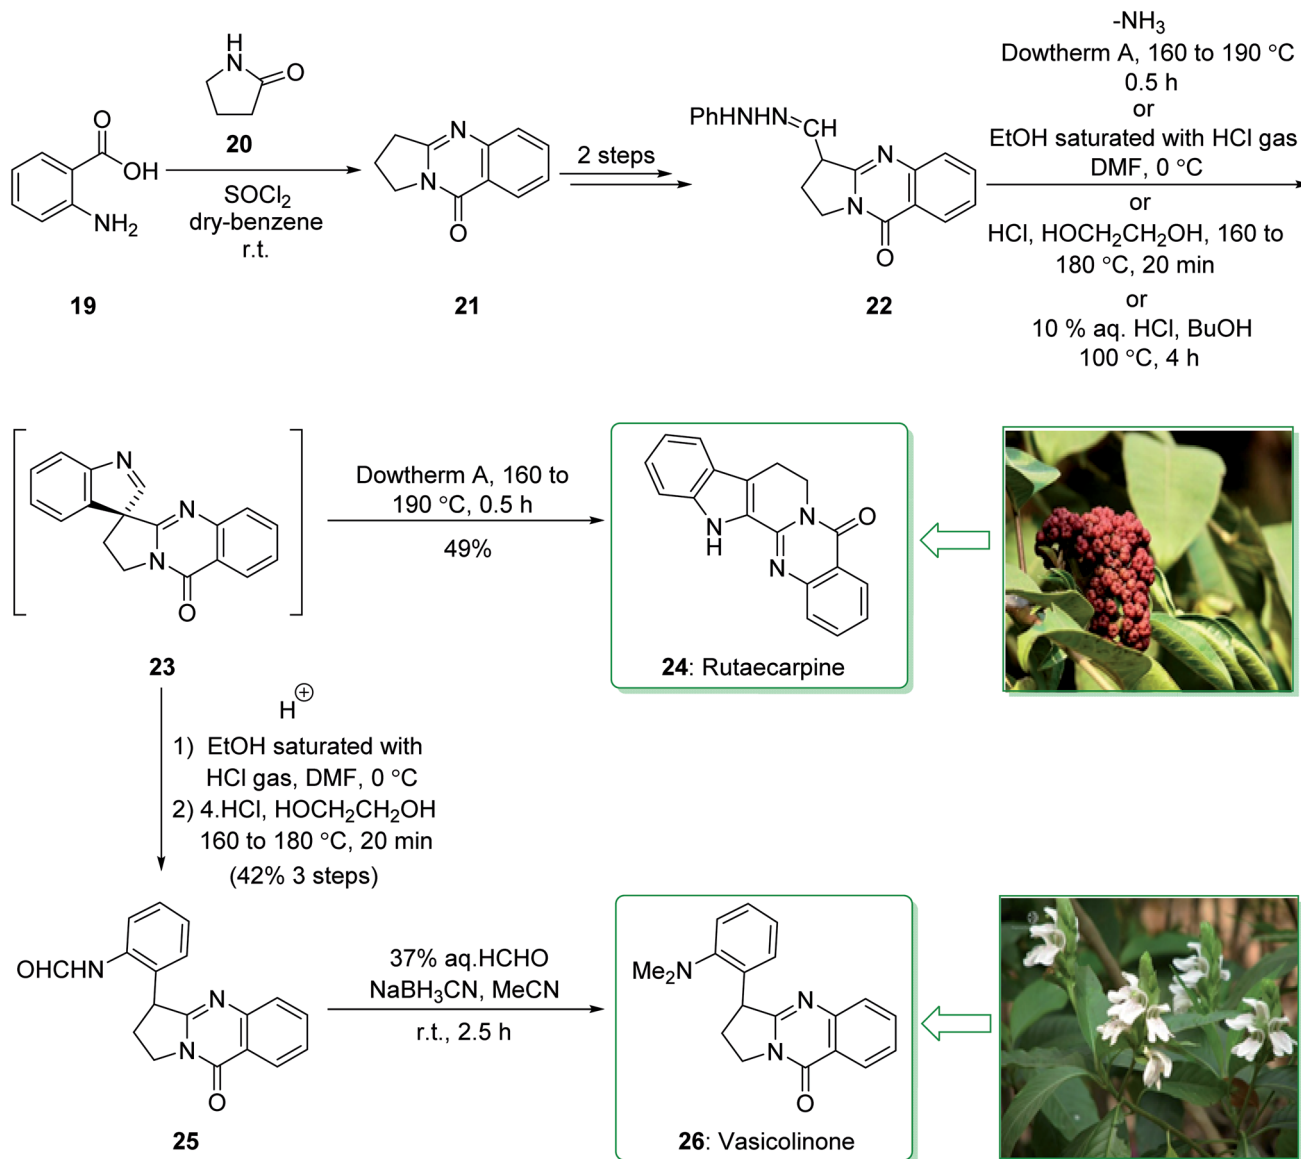 H
N
O
20
O
OH
NH₂
19
SOCl₂
dry-benzene
r.t.
N
N
O
21
2 steps
PhHNHN=CH
N
N
O
22
-NH₃
Dowtherm A, 160 to 190 °C
0.5 h
or
EtOH saturated with HCl gas
DMF, 0 °C
or
HCl, HOCH₂CH₂OH, 160 to
180 °C, 20 min
or
10 % aq. HCl, BuOH
100 °C, 4 h
N
N
N
O
23
Dowtherm A, 160 to
190 °C, 0.5 h
49%
N
H
N
O
N
24: Rutaecarpine
H⊕
1) EtOH saturated with
HCl gas, DMF, 0 °C
2) 4.HCl, HOCH₂CH₂OH
160 to 180 °C, 20 min
(42% 3 steps)
OHCHN
N
N
O
25
37% aq.HCHO
NaBH₃CN, MeCN
r.t., 2.5 h
Me₂N
N
N
O
26: Vasicolinone